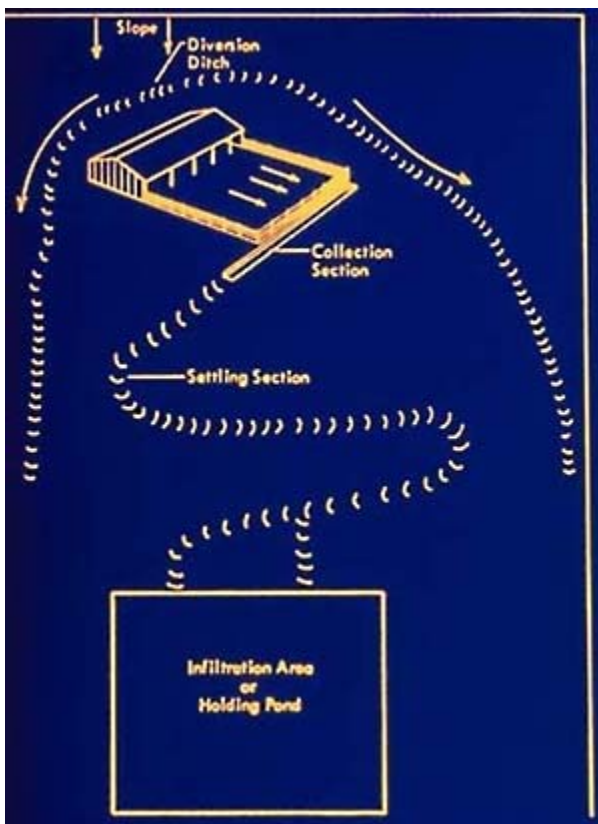 Slope
Diversion
Ditch
Collection
Section
Settling Section
Infiltration Area
or
Holding Pond